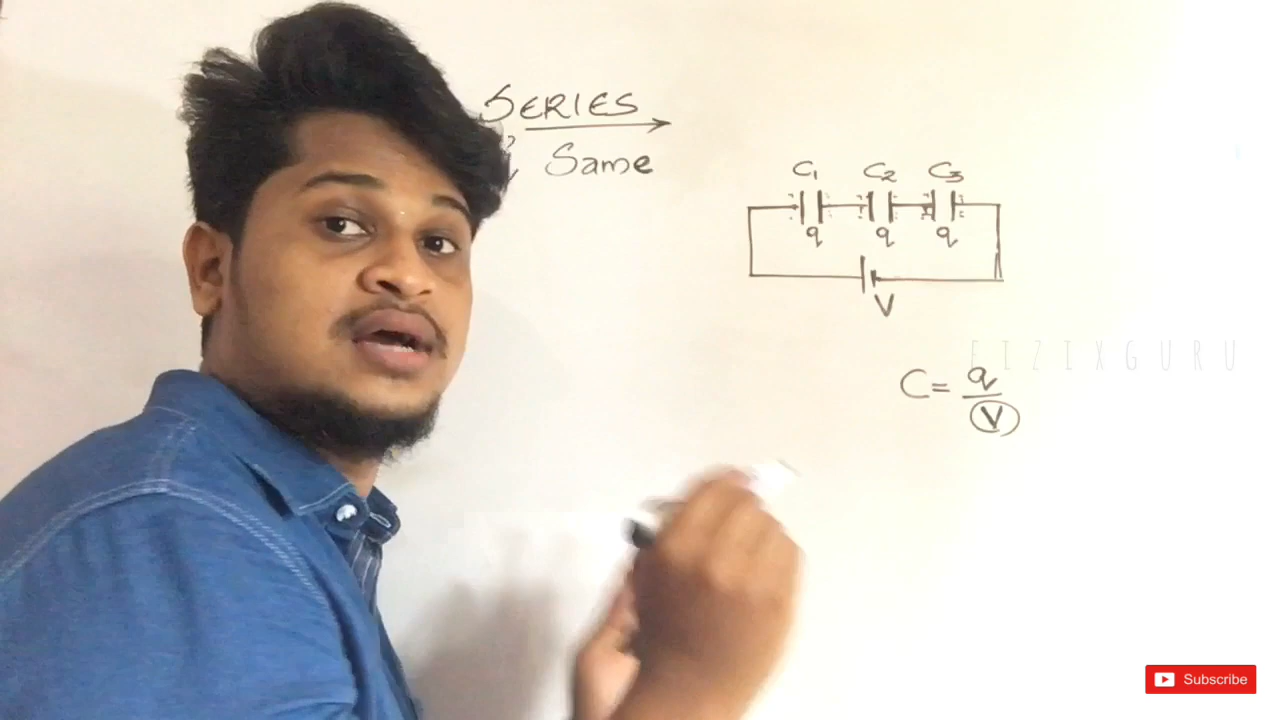 SERIES
Same
C1 C2 C3
q q q
V
FIZIXGURU
C = q
V
Subscribe